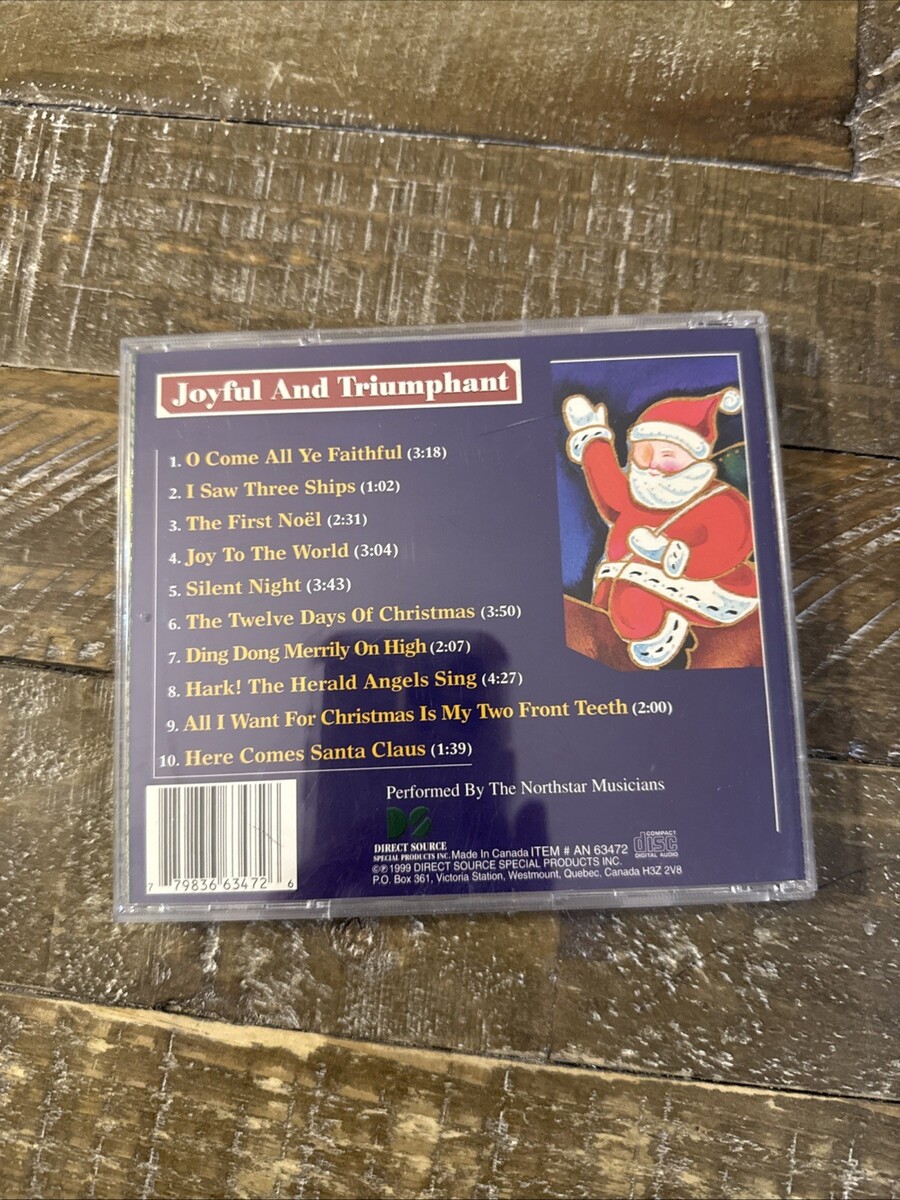 Joyful And Triumphant
1. O Come All Ye Faithful (3:18)
2. I Saw Three Ships (1:02)
3. The First Noël (2:31)
4. Joy To The World (3:04)
5. Silent Night (3:43)
6. The Twelve Days Of Christmas (3:50)
7. Ding Dong Merrily On High (2:07)
8. Hark! The Herald Angels Sing (4:27)
9. All I Want For Christmas Is My Two Front Teeth (2:00)
10. Here Comes Santa Claus (1:39)
Performed By The Northstar Musicians
DS
DIRECT SOURCE
SPECIAL PRODUCTS INC. Made In Canada ITEM # AN 63472
COMPACT
disc
DIGITAL AUDIO
©℗ 1999 DIRECT SOURCE SPECIAL PRODUCTS INC.
P.O. Box 361, Victoria Station, Westmount, Quebec, Canada H3Z 2V8
7 79836 63472 6